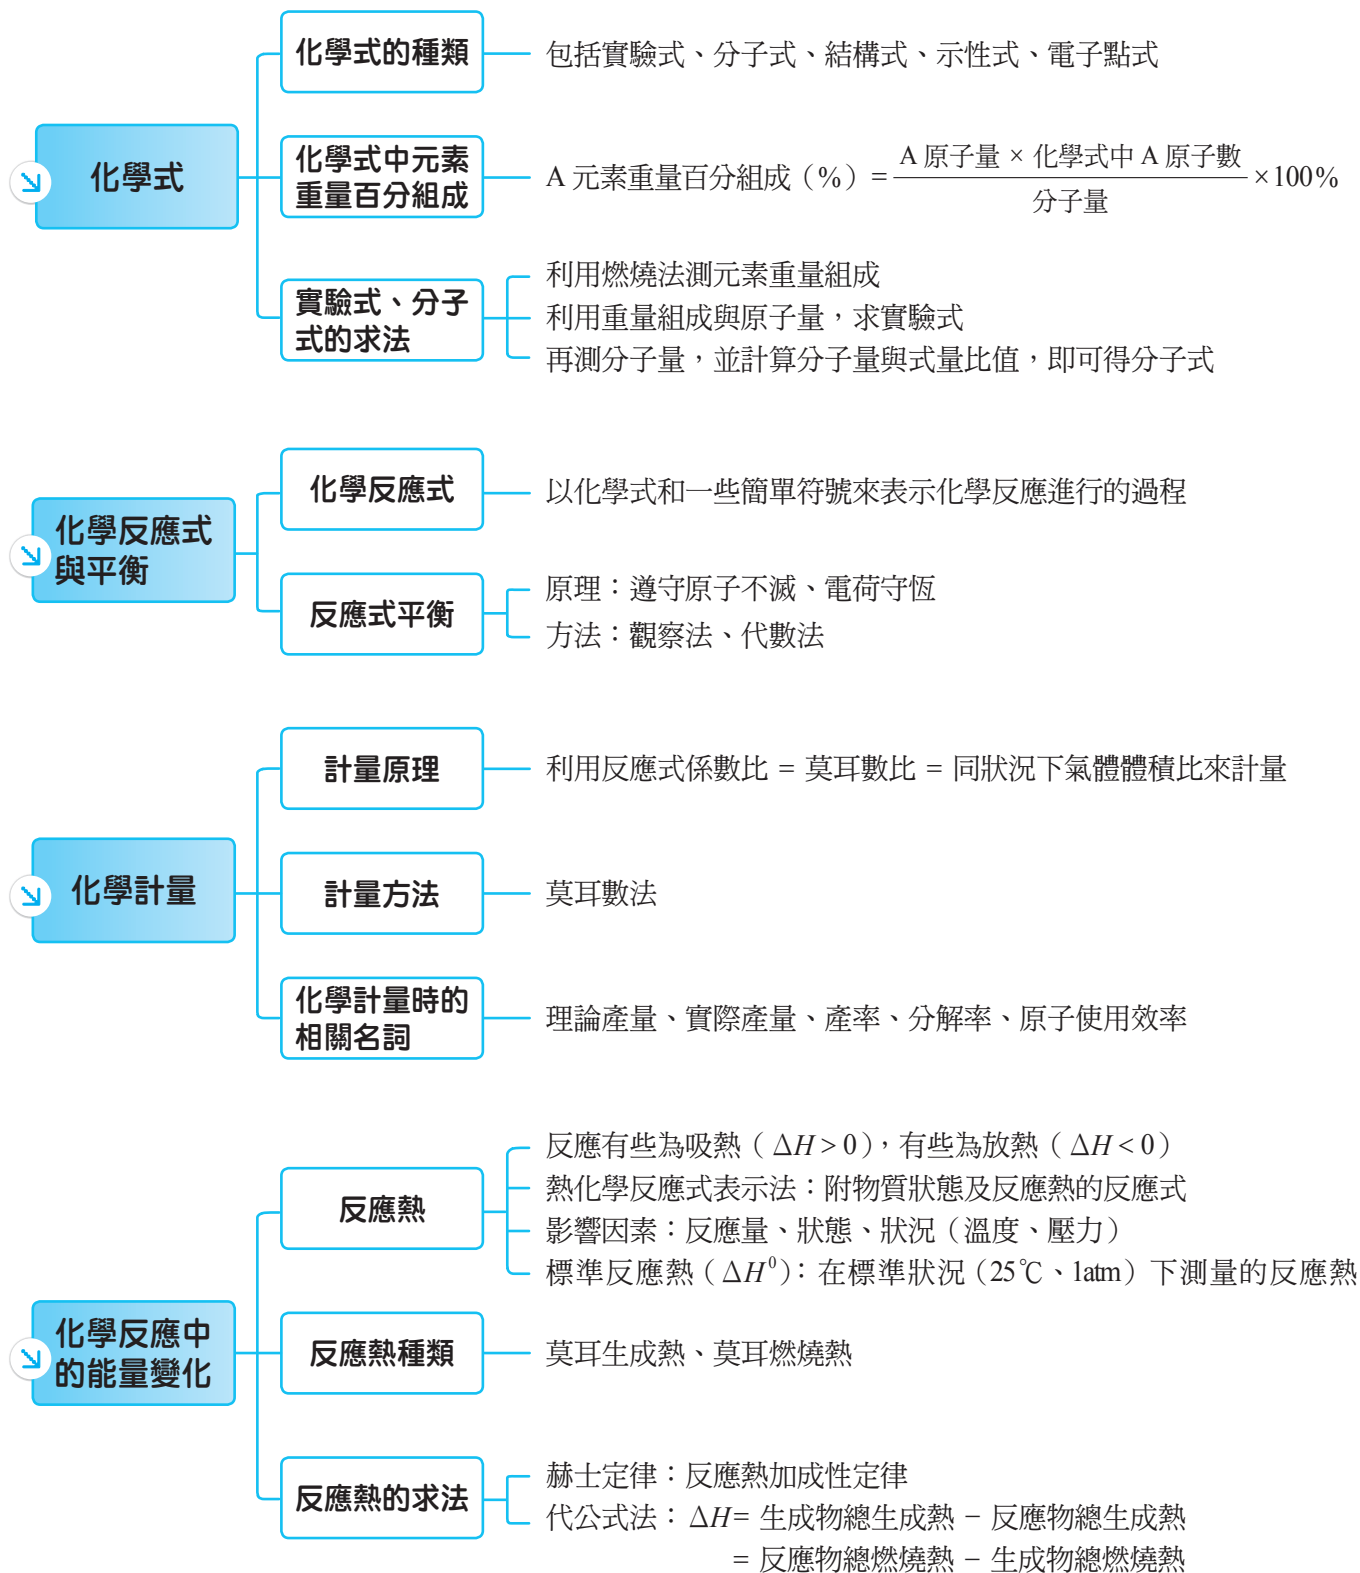 化學式
化學式的種類
包括實驗式、分子式、結構式、示性式、電子點式
化學式中元素
重量百分組成
A 元素重量百分組成（%）= A 原子量 × 化學式中 A 原子數 / 分子量 ×100%
實驗式、分子
式的求法
利用燃燒法測元素重量組成
利用重量組成與原子量，求實驗式
再測分子量，並計算分子量與式量比值，即可得分子式
化學反應式
與平衡
化學反應式
以化學式和一些簡單符號來表示化學反應進行的過程
反應式平衡
原理：遵守原子不滅、電荷守恆
方法：觀察法、代數法
化學計量
計量原理
利用反應式係數比 = 莫耳數比 = 同狀況下氣體體積比來計量
計量方法
莫耳數法
化學計量時的
相關名詞
理論產量、實際產量、產率、分解率、原子使用效率
化學反應中
的能量變化
反應熱
反應有些為吸熱（ΔH > 0），有些為放熱（ΔH < 0）
熱化學反應式表示法：附物質狀態及反應熱的反應式
影響因素：反應量、狀態、狀況（溫度、壓力）
標準反應熱（ΔH⁰）：在標準狀況（25℃、1atm）下測量的反應熱
反應熱種類
莫耳生成熱、莫耳燃燒熱
反應熱的求法
赫士定律：反應熱加成性定律
代公式法：ΔH= 生成物總生成熱 − 反應物總生成熱
= 反應物總燃燒熱 − 生成物總燃燒熱